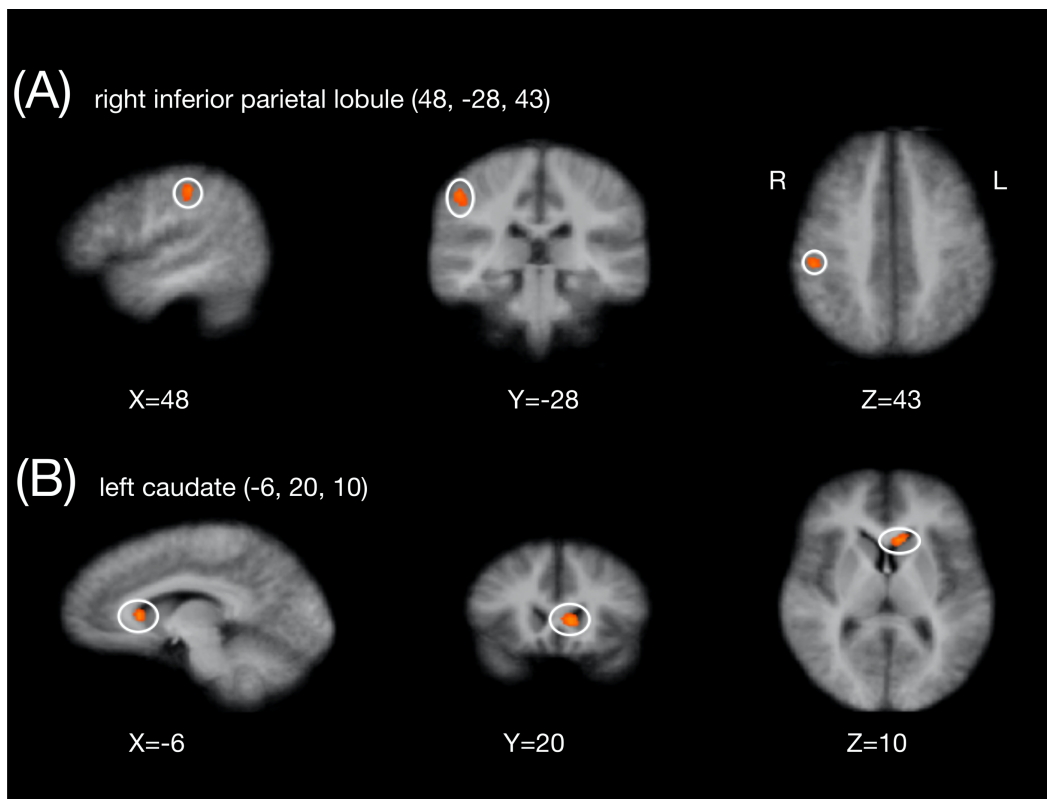 (A) right inferior parietal lobule (48, -28, 43)
R L
X=48 Y=-28 Z=43
(B) left caudate (-6, 20, 10)
X=-6 Y=20 Z=10